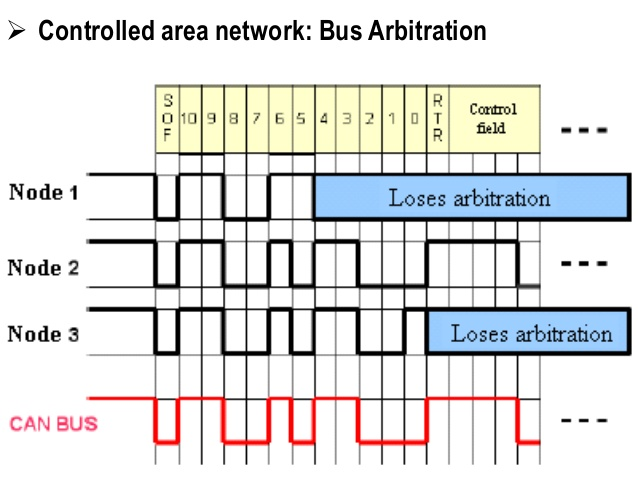 ➢ Controlled area network: Bus Arbitration
S O F 10 9 8 7 6 5 4 3 2 1 0 R T R Control field ---
Node 1 Loses arbitration
Node 2 ---
Node 3 Loses arbitration
CAN BUS ---